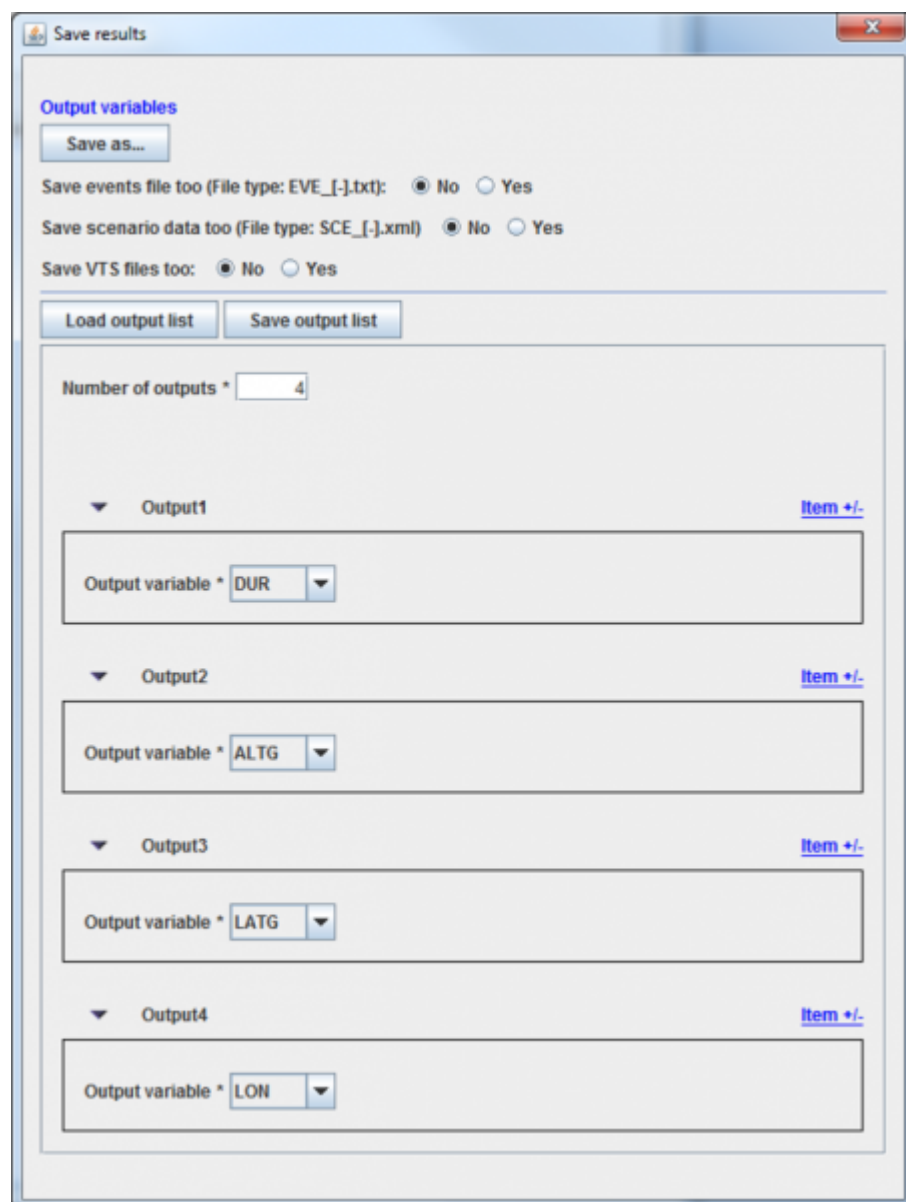 Save results
Output variables
Save as...
Save events file too (File type: EVE_[-].txt): No Yes
Save scenario data too (File type: SCE_[-].xml) No Yes
Save VTS files too: No Yes
Load output list Save output list
Number of outputs * 4
Output1 Item +/-
Output variable * DUR
Output2 Item +/-
Output variable * ALTG
Output3 Item +/-
Output variable * LATG
Output4 Item +/-
Output variable * LON